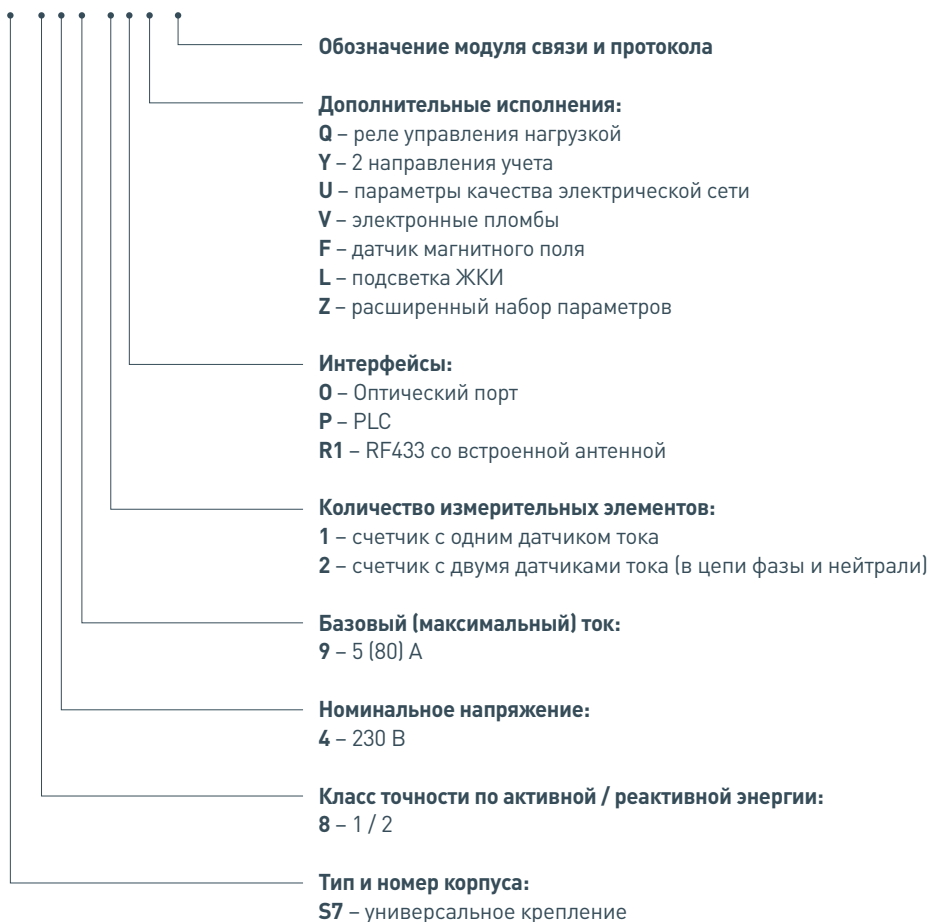 Обозначение модуля связи и протокола
Дополнительные исполнения:
Q – реле управления нагрузкой
Y – 2 направления учета
U – параметры качества электрической сети
V – электронные пломбы
F – датчик магнитного поля
L – подсветка ЖКИ
Z – расширенный набор параметров
Интерфейсы:
O – Оптический порт
P – PLC
R1 – RF433 со встроенной антенной
Количество измерительных элементов:
1 – счетчик с одним датчиком тока
2 – счетчик с двумя датчиками тока (в цепи фазы и нейтрали)
Базовый (максимальный) ток:
9 – 5 (80) А
Номинальное напряжение:
4 – 230 В
Класс точности по активной / реактивной энергии:
8 – 1 / 2
Тип и номер корпуса:
S7 – универсальное крепление